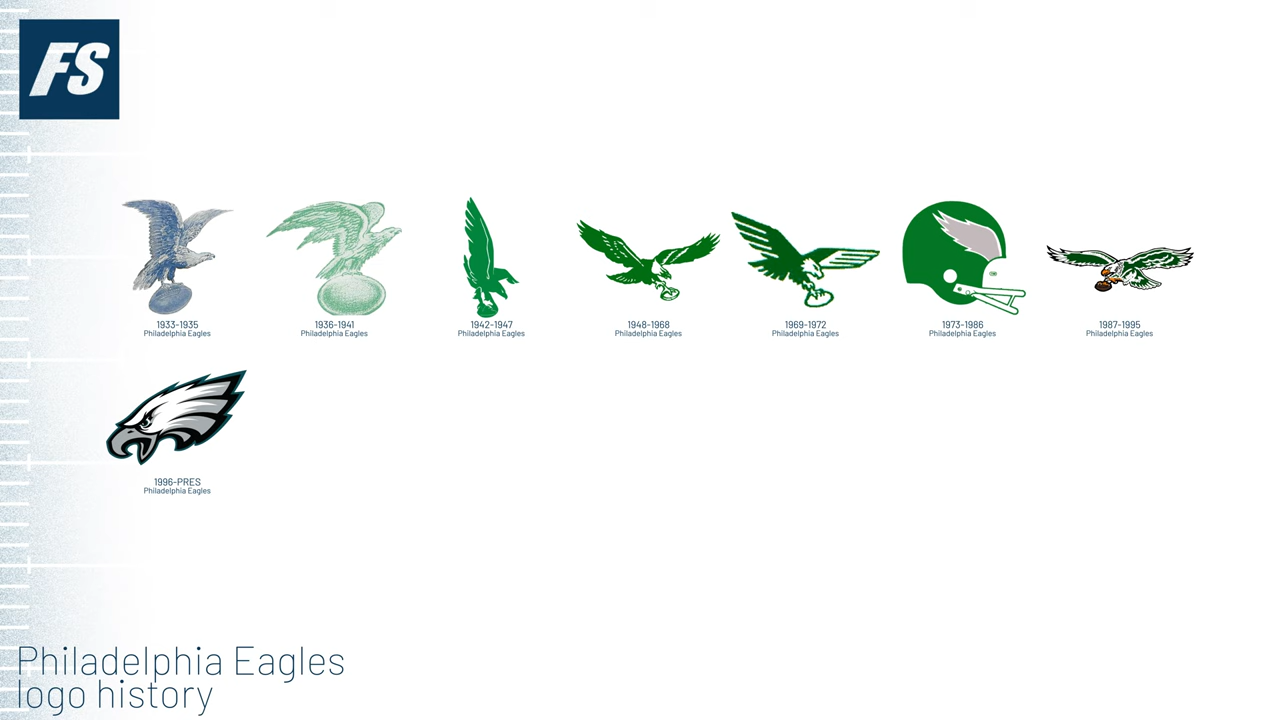 FS
1933-1935
Philadelphia Eagles
1936-1941
Philadelphia Eagles
1942-1947
Philadelphia Eagles
1948-1968
Philadelphia Eagles
1969-1972
Philadelphia Eagles
1973-1986
Philadelphia Eagles
1987-1995
Philadelphia Eagles
1996-PRES
Philadelphia Eagles
Philadelphia Eagles
logo history